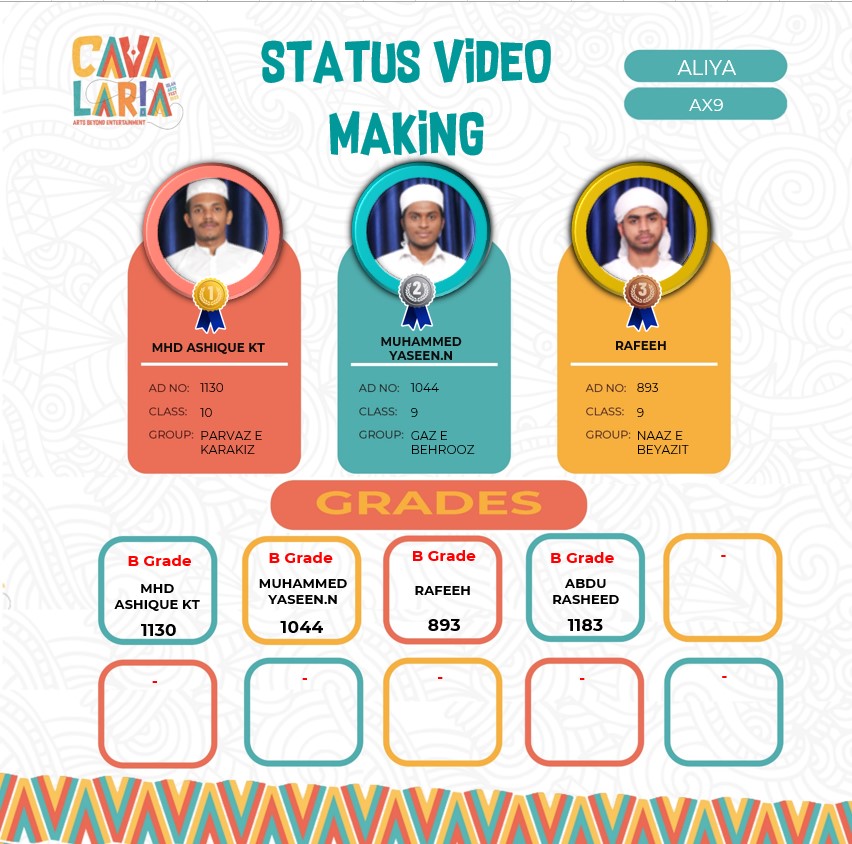 CAVA
LARIA
ARTS BEYOND ENTERTAINMENT
STATUS ViDEO
MAKiNG
ALIYA
AX9
1
MHD ASHIQUE KT
AD NO: 1130
CLASS: 10
GROUP: PARVAZ E
KARAKIZ
2
MUHAMMED
YASEEN.N
AD NO: 1044
CLASS: 9
GROUP: GAZ E
BEHROOZ
3
RAFEEH
AD NO: 893
CLASS: 9
GROUP: NAAZ E
BEYAZIT
GRADES
B Grade
MHD
ASHIQUE KT
1130
B Grade
MUHAMMED
YASEEN.N
1044
B Grade
RAFEEH
893
B Grade
ABDU
RASHEED
1183
-
-
-
-
-
-